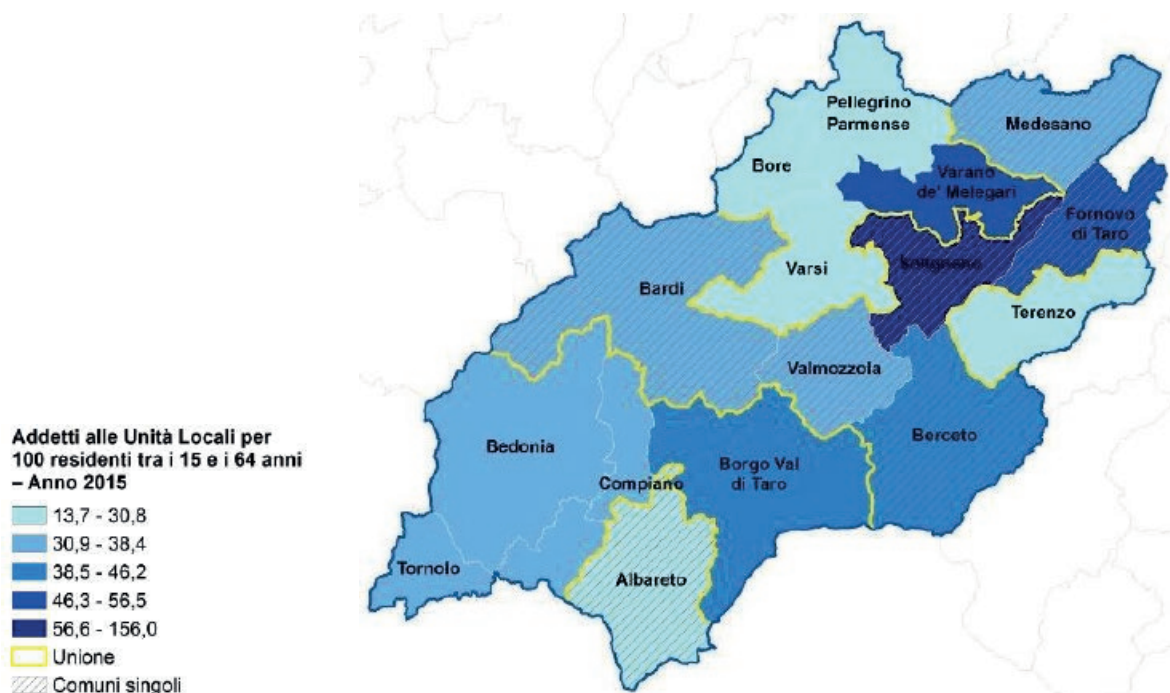 Pellegrino
Parmense
Medesano
Bore
Varano
de' Melegari
Fornovo
di Taro
Solignano
Varsi
Bardi
Terenzo
Valmozzola
Bedonia
Berceto
Borgo Val
di Taro
Compiano
Tornolo
Albareto
Addetti alle Unità Locali per
100 residenti tra i 15 e i 64 anni
– Anno 2015
13,7 - 30,8
30,9 - 38,4
38,5 - 46,2
46,3 - 56,5
56,6 - 156,0
Unione
Comuni singoli